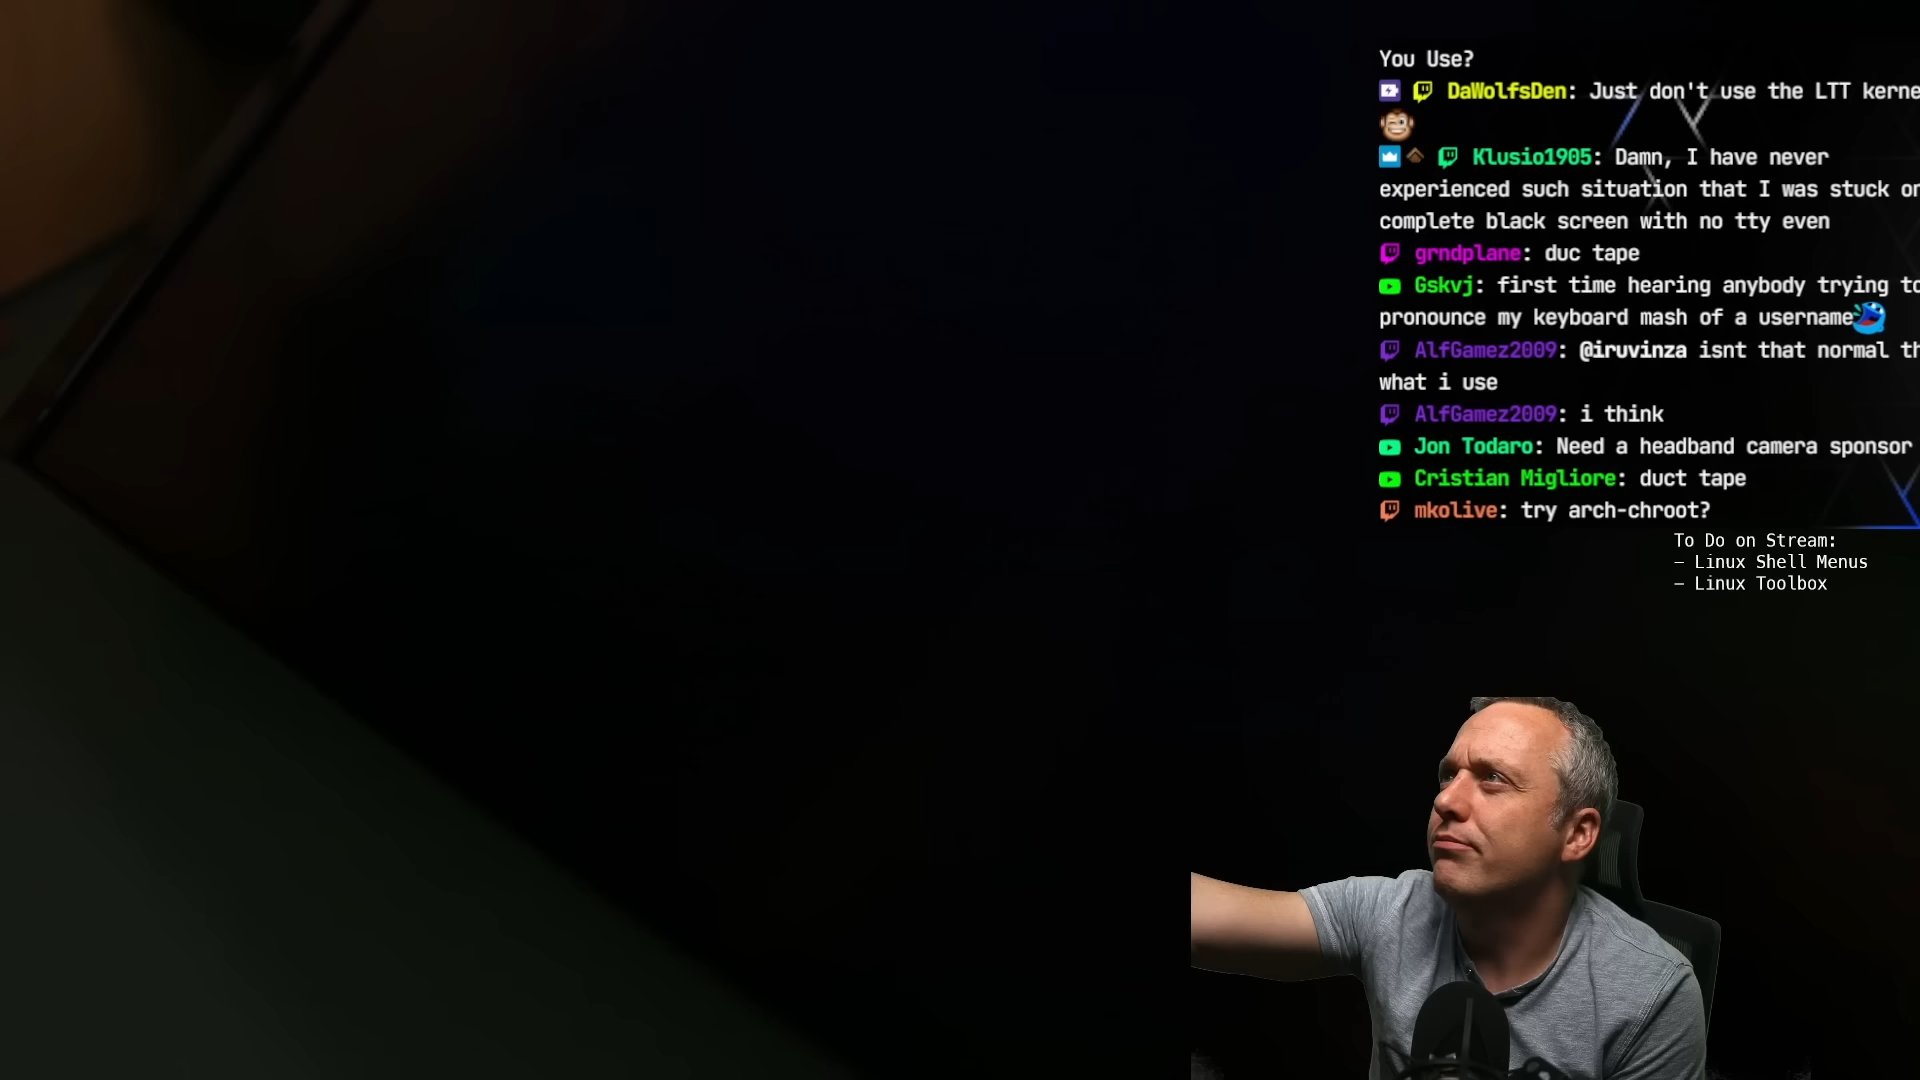 You Use?
DaWolfsDen: Just don't use the LTT kerne
Klusio1905: Damn, I have never
experienced such situation that I was stuck on
complete black screen with no tty even
grndplane: duc tape
Gskvj: first time hearing anybody trying to
pronounce my keyboard mash of a username
AlfGamez2009: @iruvinza isnt that normal th
what i use
AlfGamez2009: i think
Jon Todaro: Need a headband camera sponsor
Cristian Migliore: duct tape
mkolive: try arch-chroot?
To Do on Stream:
– Linux Shell Menus
– Linux Toolbox